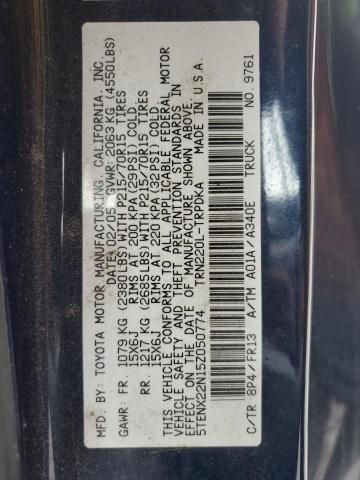 MFD. BY: TOYOTA MOTOR MANUFACTURING, CALIFORNIA, INC.
DATE: 02/05 GVWR: 2063 KG (4550LBS)
GAWR: FR. 1079 KG (2380LBS) WITH P215/70R15 TIRES
15X6J RIMS AT 200 KPA (29PSI) COLD.
RR. 1217 KG (2685LBS) WITH P215/70R15 TIRES
15X6J RIMS AT 220 KPA (32PSI) COLD
THIS VEHICLE CONFORMS TO ALL APPLICABLE FEDERAL MOTOR
VEHICLE SAFETY AND THEFT PREVENTION STANDARDS IN
EFFECT ON THE DATE OF MANUFACTURE SHOWN ABOVE.
5TENX22N15Z050774 TRN220L-TRPDKA MADE IN U.S.A.
C/TR 8P4/FR13 A/TM A01A/A340E TRUCK NO. 9761